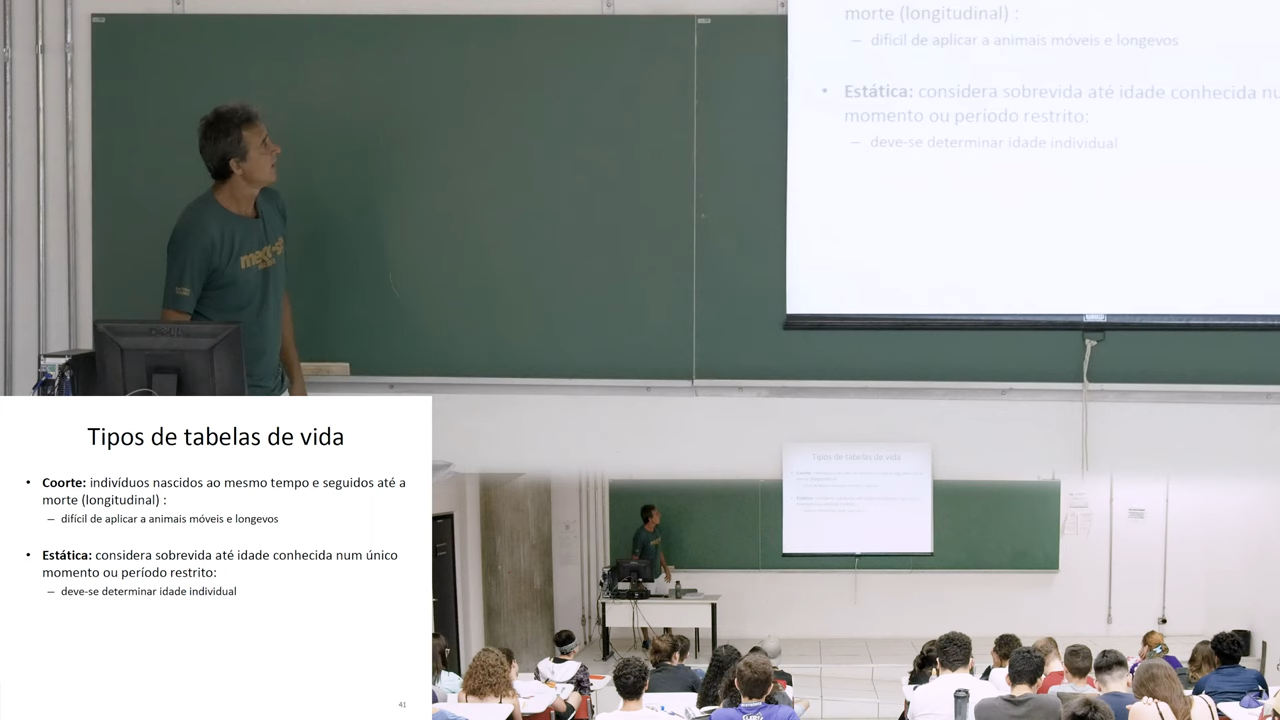 morte (longitudinal) :
– difícil de aplicar a animais móveis e longevos
• Estática: considera sobrevida até idade conhecida nu
momento ou período restrito:
– deve-se determinar idade individual
DELL
Tipos de tabelas de vida
• Coorte: indivíduos nascidos ao mesmo tempo e seguidos até a
morte (longitudinal) :
– difícil de aplicar a animais móveis e longevos
• Estática: considera sobrevida até idade conhecida num único
momento ou período restrito:
– deve-se determinar idade individual
41
Tipos de tabelas de vida